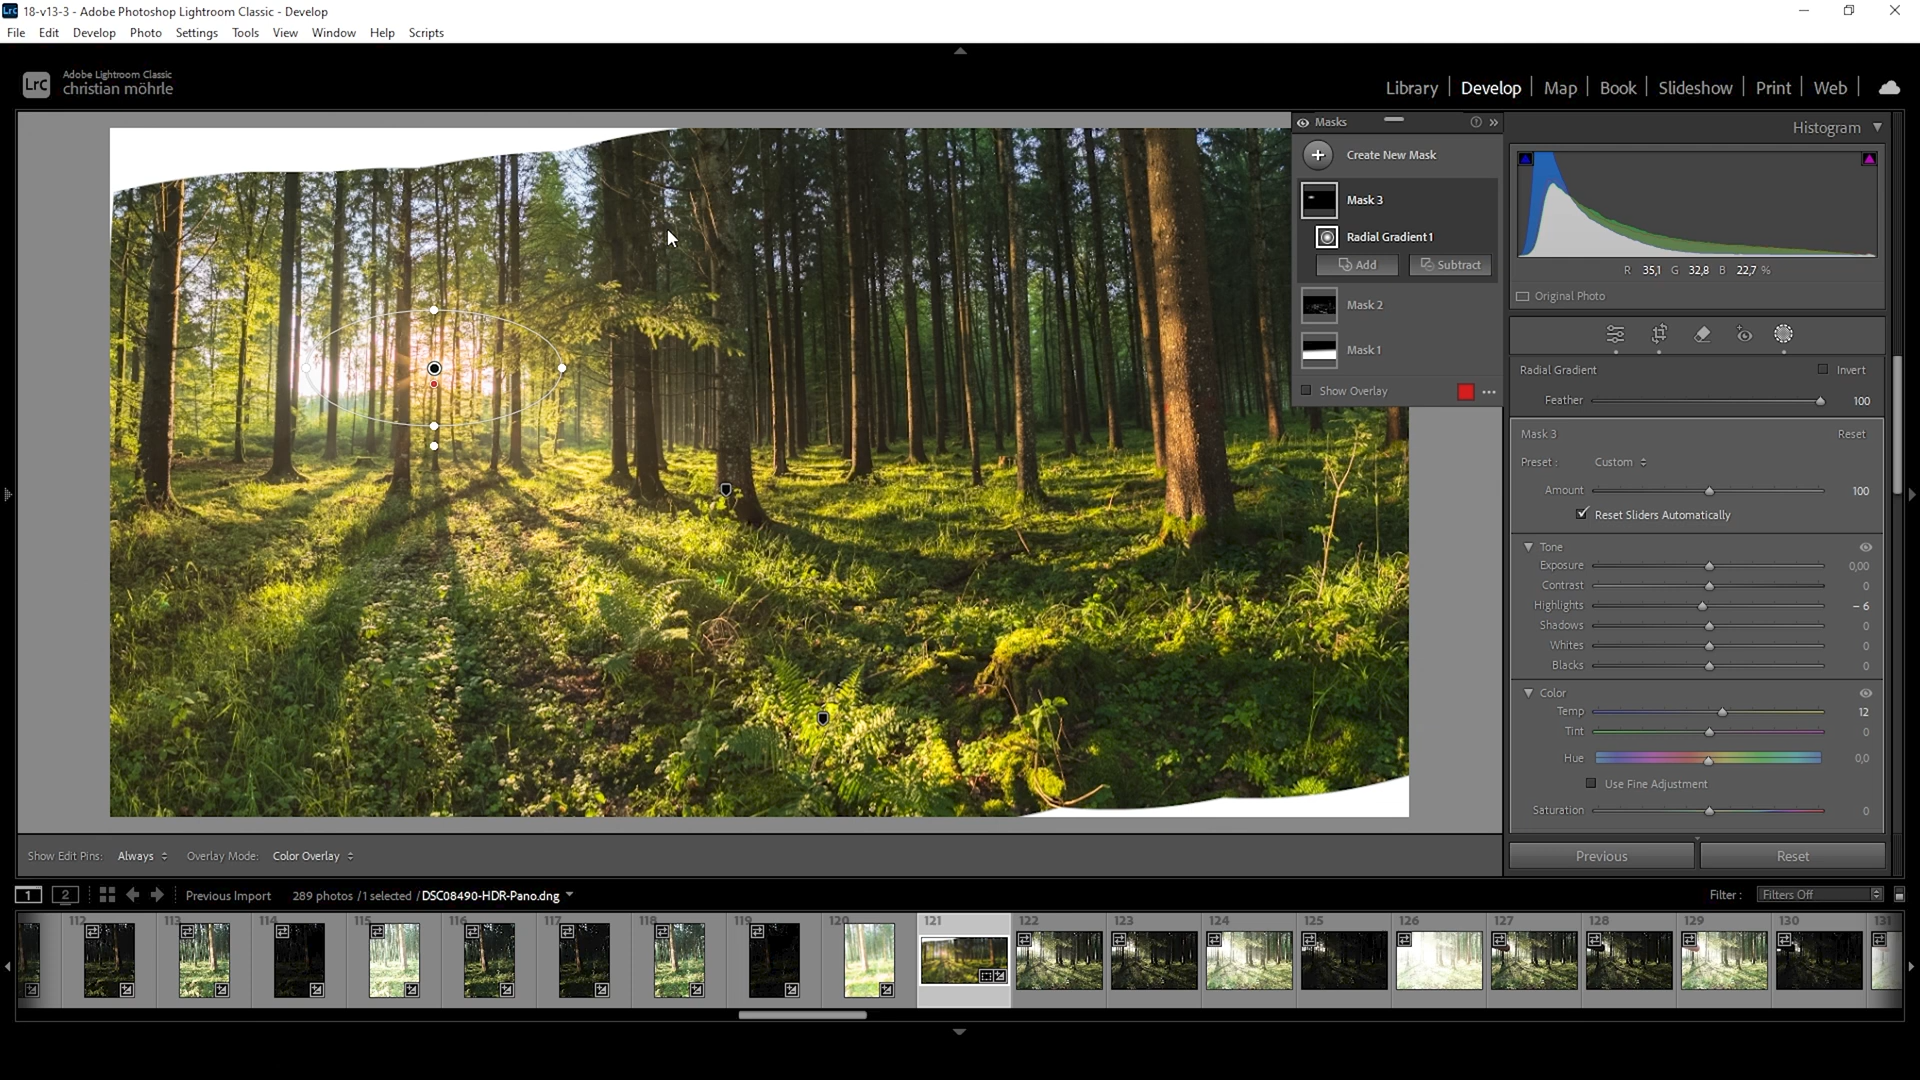 18-v13-3 - Adobe Photoshop Lightroom Classic - Develop
File Edit Develop Photo Settings Tools View Window Help Scripts
LrC
Adobe Lightroom Classic
christian möhrle
Library Develop Map Book Slideshow Print Web
Masks
Create New Mask
Mask 3
Radial Gradient 1
Add Subtract
Mask 2
Mask 1
Show Overlay
Histogram
R 35,1 G 32,8 B 22,7 %
Original Photo
Radial Gradient Invert
Feather 100
Mask 3 Reset
Preset : Custom
Amount 100
Reset Sliders Automatically
Tone
Exposure 0,00
Contrast 0
Highlights – 6
Shadows 0
Whites 0
Blacks 0
Color
Temp 12
Tint 0
Hue 0,0
Use Fine Adjustment
Saturation 0
Previous Reset
Show Edit Pins: Always Overlay Mode: Color Overlay
1 2 Previous Import 289 photos /1 selected /DSC08490-HDR-Pano.dng Filter : Filters Off
112 113 114 115 116 117 118 119 120 121 122 123 124 125 126 127 128 129 130 131